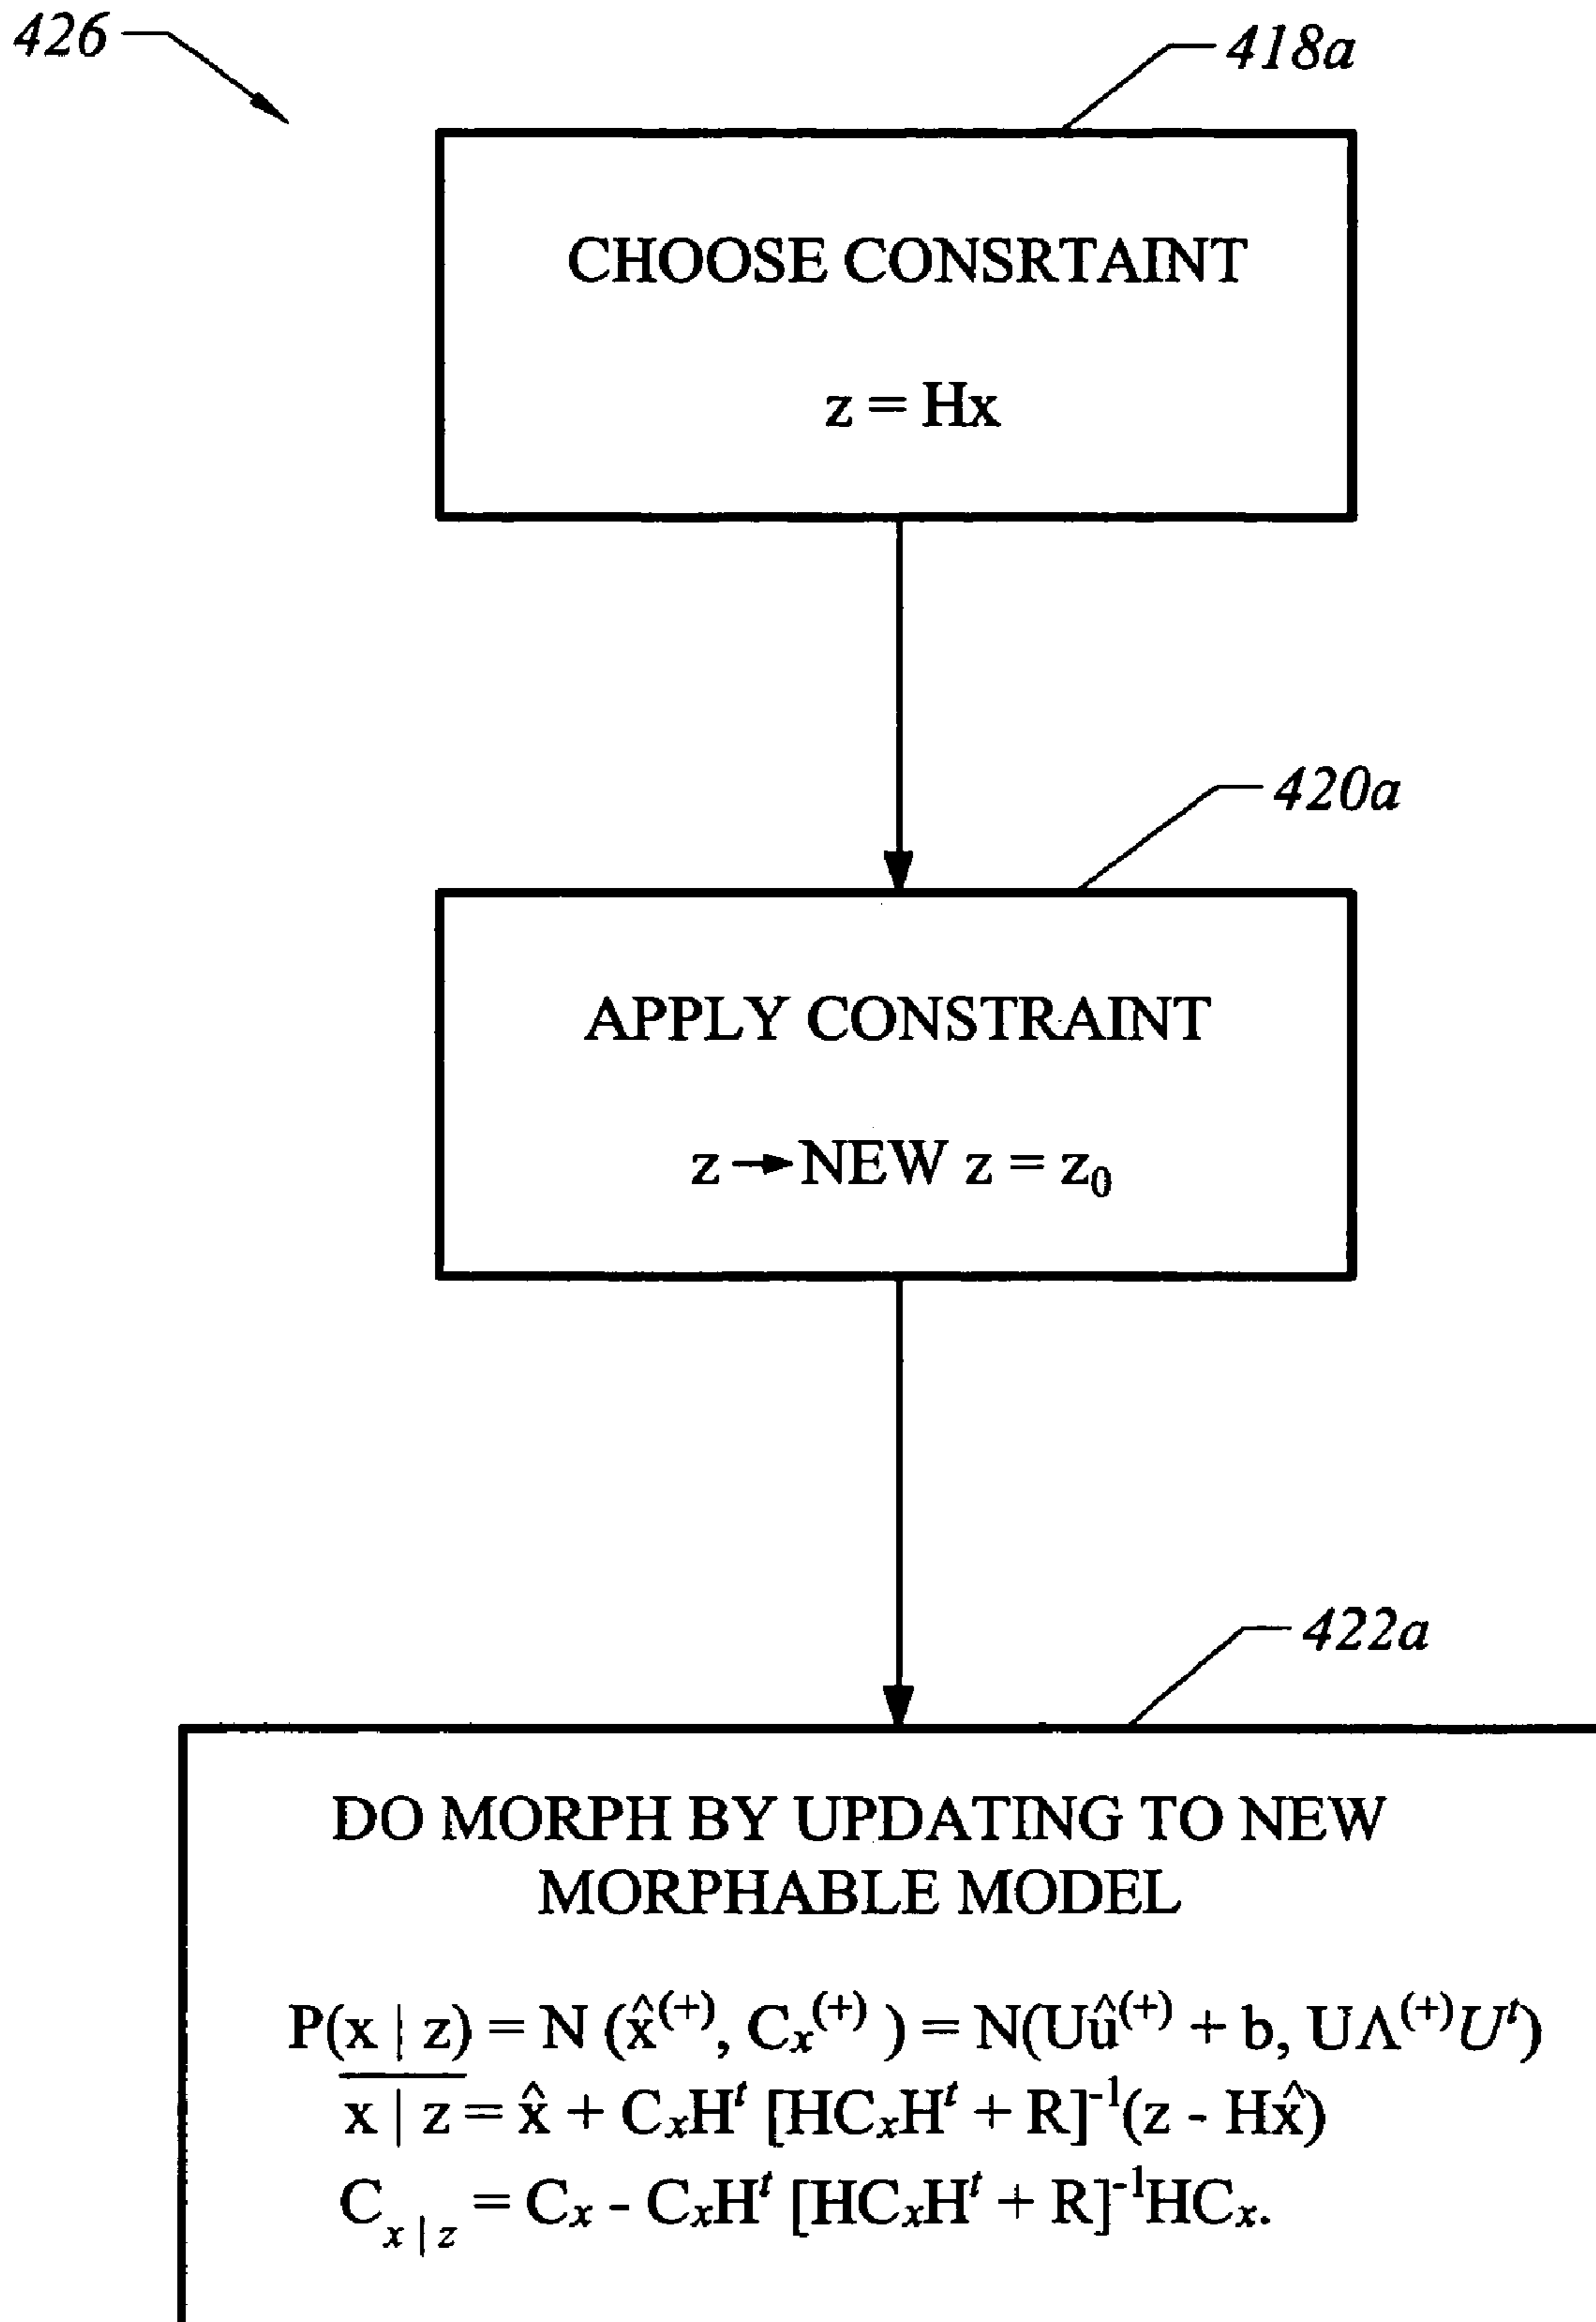 426
418a
CHOOSE CONSRTAINT
z = Hx
420a
APPLY CONSTRAINT
z → NEW z = z₀
422a
DO MORPH BY UPDATING TO NEW
MORPHABLE MODEL
P(x | z) = N (x̂⁽⁺⁾, Cₓ⁽⁺⁾ ) = N(Uû⁽⁺⁾ + b, UΛ⁽⁺⁾Uᵗ)
x̅ ̅|̅ ̅z̅ = x̂ + CₓHᵗ [HCₓHᵗ + R]⁻¹(z - Hx̂)
C_{x | z} = Cₓ - CₓHᵗ [HCₓHᵗ + R]⁻¹HCₓ.